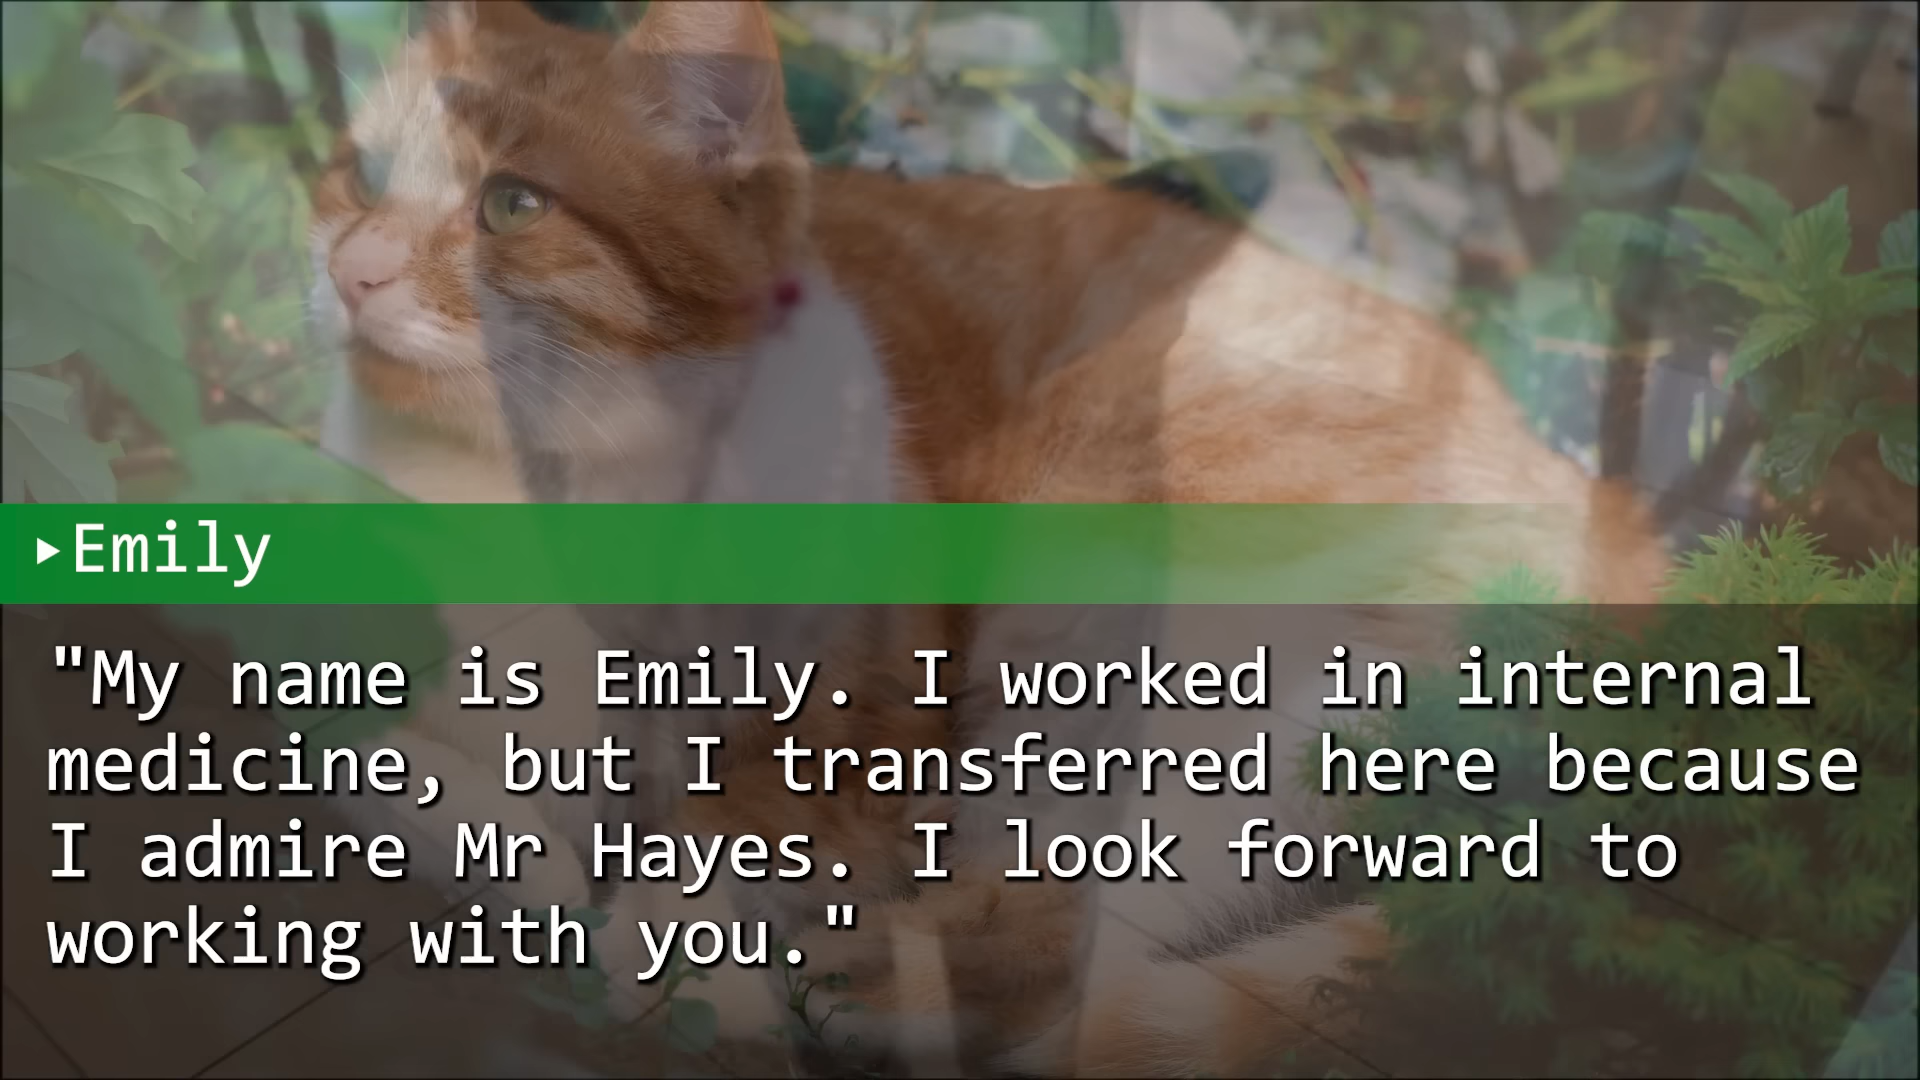 Emily
"My name is Emily. I worked in internal
medicine, but I transferred here because
I admire Mr Hayes. I look forward to
working with you."